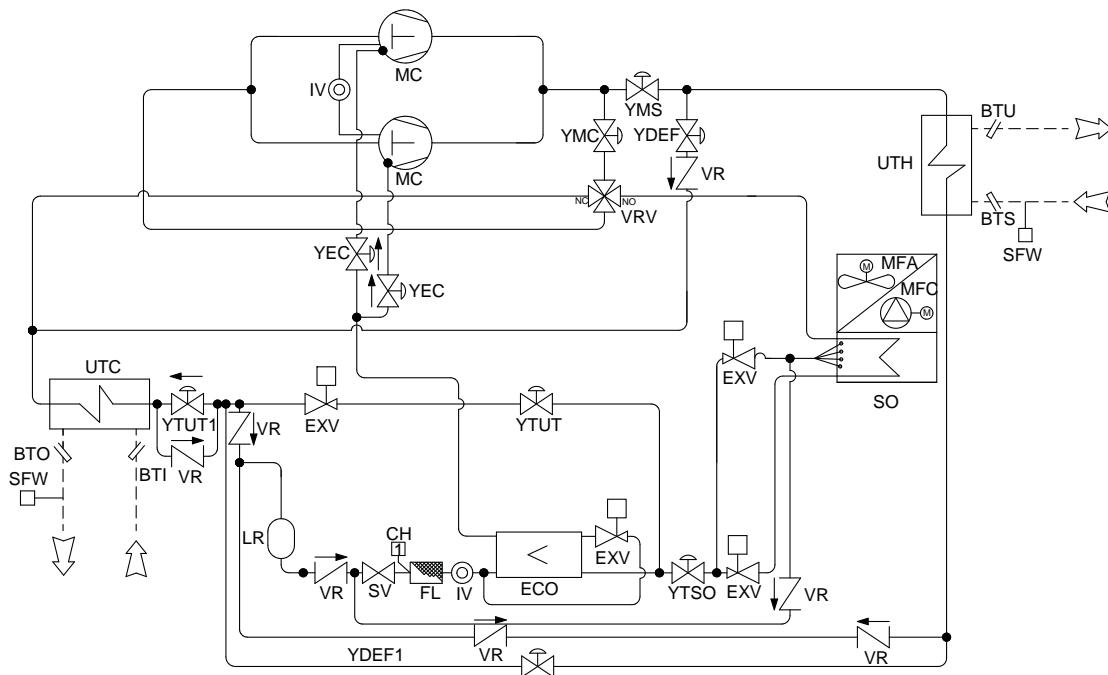 MC
IV
YMS
BTU
YMC
YDEF
MC
VR
UTH
NC
NO
VRV
BTS
SFW
YEC
MFA
M
YEC
MFC
M
UTC
EXV
SO
YTUT1
EXV
YTUT
VR
BTO
BTI
VR
SFW
LR
CH
1
EXV
VR
SV
FL
IV
ECO
YTSO
EXV
VR
YDEF1
VR
VR